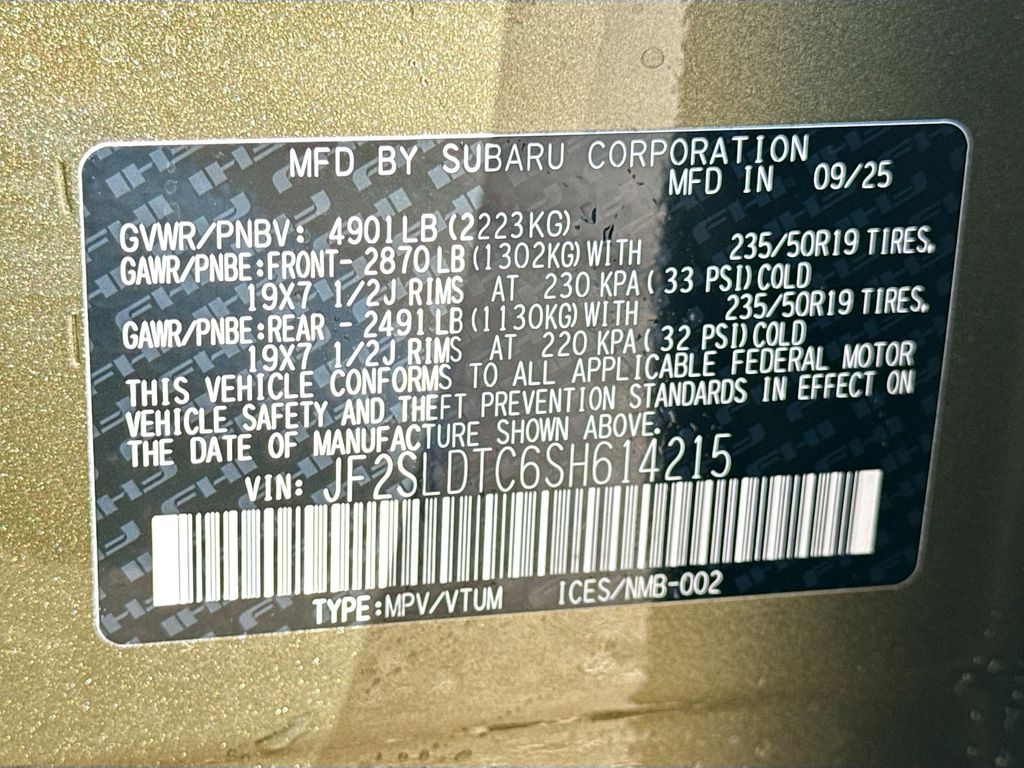 MFD BY SUBARU CORPORATION
MFD IN 09/25
GVWR/PNBV: 4901LB (2223KG)
GAWR/PNBE:FRONT- 2870LB (1302KG) WITH 235/50R19 TIRES,
19X7 1/2J RIMS AT 230 KPA ( 33 PSI) COLD
GAWR/PNBE:REAR - 2491LB (1130KG) WITH 235/50R19 TIRES,
19X7 1/2J RIMS AT 220 KPA ( 32 PSI) COLD
THIS VEHICLE CONFORMS TO ALL APPLICABLE FEDERAL MOTOR
VEHICLE SAFETY AND THEFT PREVENTION STANDARDS IN EFFECT ON
THE DATE OF MANUFACTURE SHOWN ABOVE.
VIN: JF2SLDTC6SH614215
TYPE:MPV/VTUM ICES/NMB-002